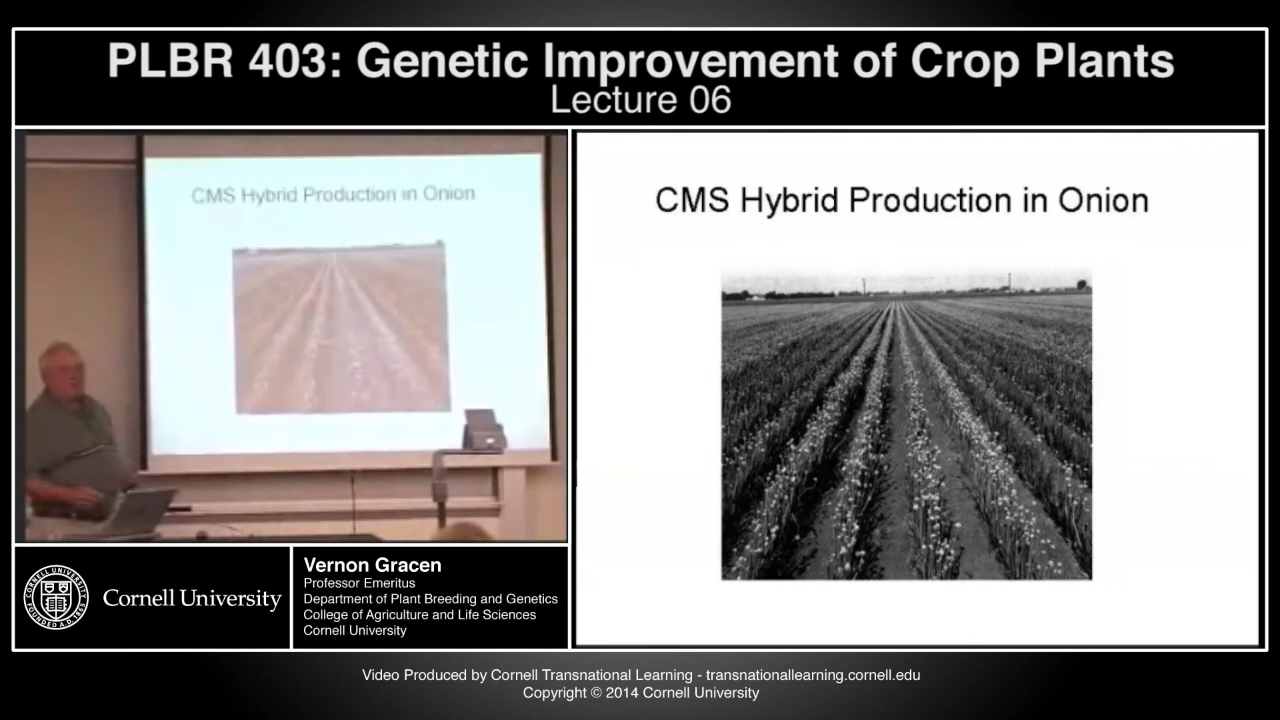 PLBR 403: Genetic Improvement of Crop Plants
Lecture 06
CMS Hybrid Production in Onion
CMS Hybrid Production in Onion
Cornell University
Vernon Gracen
Professor Emeritus
Department of Plant Breeding and Genetics
College of Agriculture and Life Sciences
Cornell University
Video Produced by Cornell Transnational Learning - transnationallearning.cornell.edu
Copyright © 2014 Cornell University